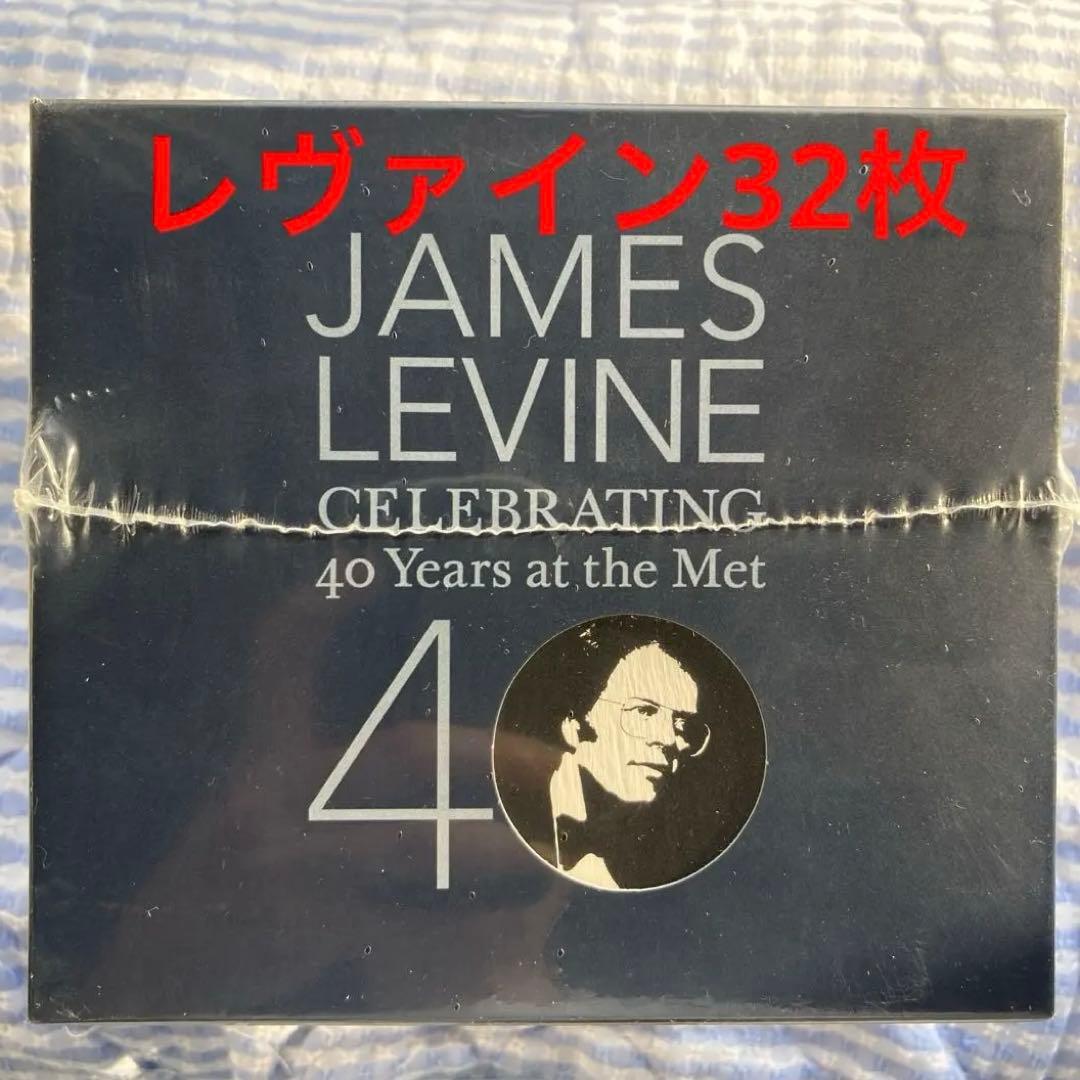 レヴァイン32枚
JAMES
LEVINE
CELEBRATING
40 Years at the Met
40